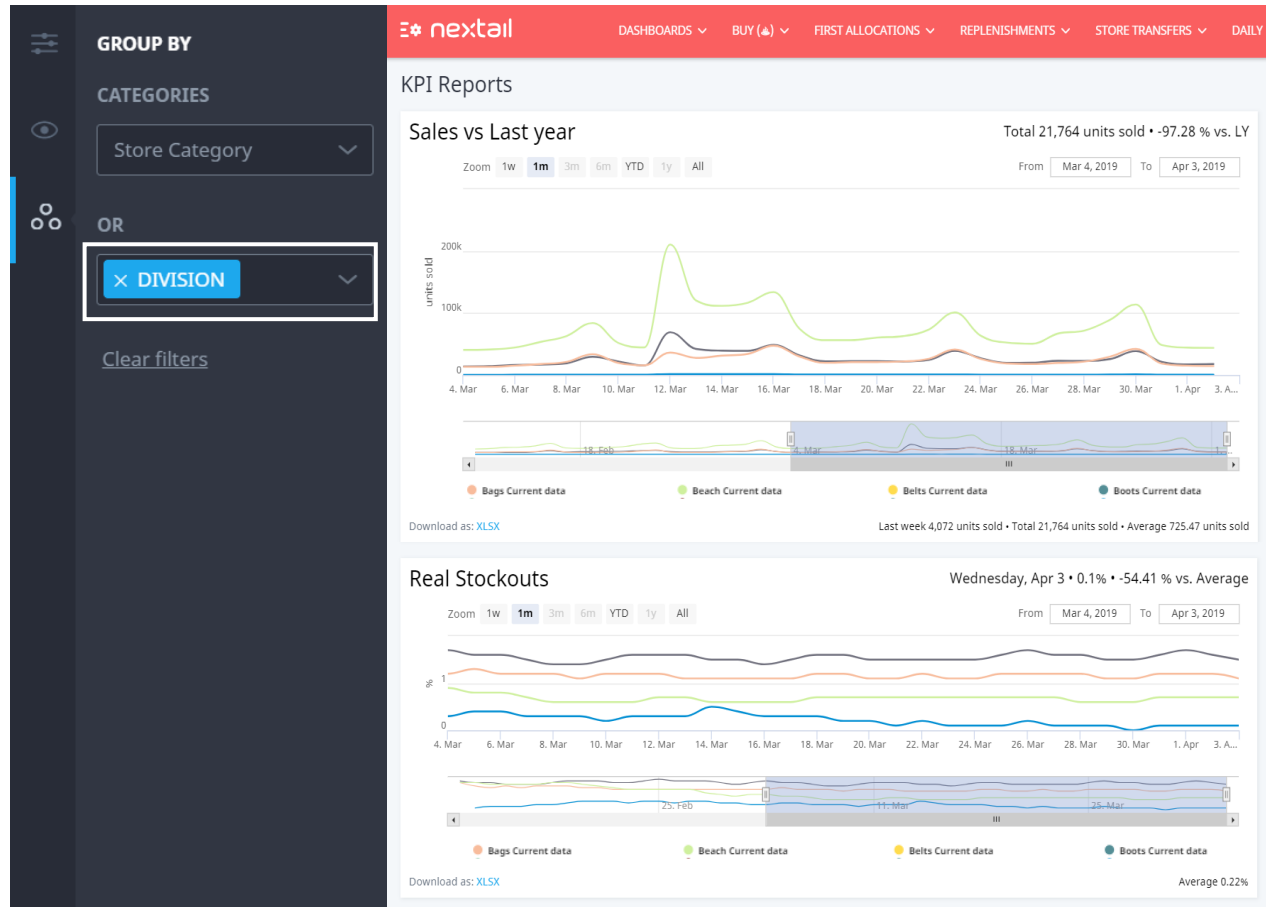 GROUP BY
CATEGORIES
Store Category
OR
× DIVISION
Clear filters
nextail
DASHBOARDS BUY ( ) FIRST ALLOCATIONS REPLENISHMENTS STORE TRANSFERS DAILY
KPI Reports
Sales vs Last year
Total 21,764 units sold • -97.28 % vs. LY
Zoom 1w 1m 3m 6m YTD 1y All From Mar 4, 2019 To Apr 3, 2019
units sold
200k
100k
0
4. Mar 6. Mar 8. Mar 10. Mar 12. Mar 14. Mar 16. Mar 18. Mar 20. Mar 22. Mar 24. Mar 26. Mar 28. Mar 30. Mar 1. Apr 3. A...
18. Feb 4. Mar 18. Mar 1....
Bags Current data Beach Current data Belts Current data Boots Current data
Download as: XLSX Last week 4,072 units sold • Total 21,764 units sold • Average 725.47 units sold
Real Stockouts
Wednesday, Apr 3 • 0.1% • -54.41 % vs. Average
Zoom 1w 1m 3m 6m YTD 1y All From Mar 4, 2019 To Apr 3, 2019
%
1
0
4. Mar 6. Mar 8. Mar 10. Mar 12. Mar 14. Mar 16. Mar 18. Mar 20. Mar 22. Mar 24. Mar 26. Mar 28. Mar 30. Mar 1. Apr 3. A...
25. Feb 11. Mar 25. Mar
Bags Current data Beach Current data Belts Current data Boots Current data
Download as: XLSX Average 0.22%